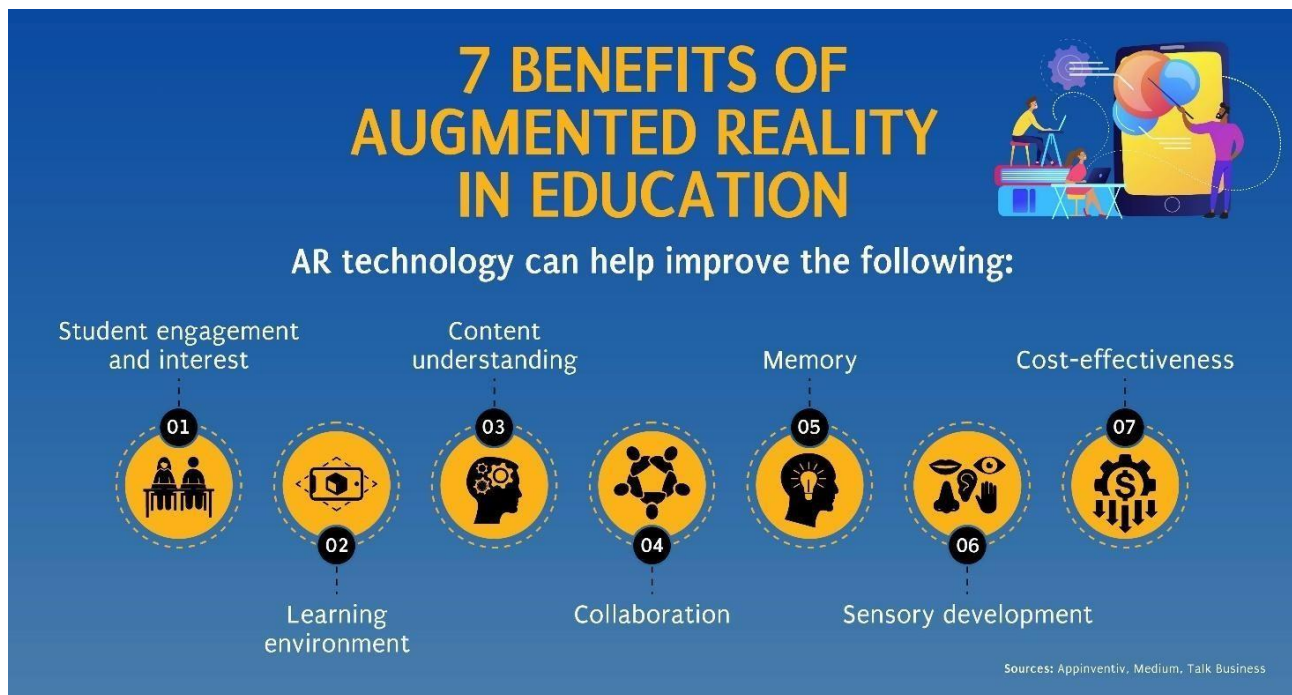 7 BENEFITS OF
AUGMENTED REALITY
IN EDUCATION
AR technology can help improve the following:
Student engagement
and interest
01
02
Learning
environment
Content
understanding
03
04
Collaboration
Memory
05
06
Sensory development
Cost-effectiveness
07
$
Sources: Appinventiv, Medium, Talk Business